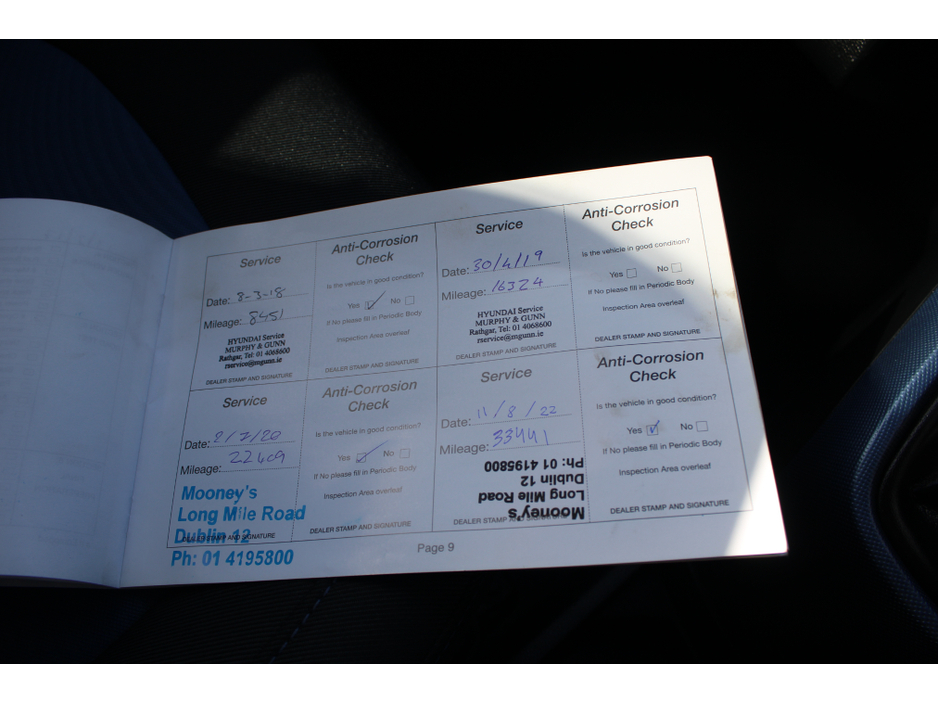 Service
Date: 8-3-18
Mileage: 8451
HYUNDAI Service
MURPHY & GUNN
Rathgar, Tel: 01 4068600
rservice@mgunn.ie
DEALER STAMP AND SIGNATURE
Anti-Corrosion
Check
Is the vehicle in good condition?
Yes No
If No please fill in Periodic Body
Inspection Area overleaf
DEALER STAMP AND SIGNATURE
Service
Date: 30/4/19
Mileage: 16324
HYUNDAI Service
MURPHY & GUNN
Rathgar, Tel: 01 4068600
rservice@mgunn.ie
DEALER STAMP AND SIGNATURE
Anti-Corrosion
Check
Is the vehicle in good condition?
Yes No
If No please fill in Periodic Body
Inspection Area overleaf
DEALER STAMP AND SIGNATURE
Service
Date: 2/7/20
Mileage: 22409
Mooney's
Long Mile Road
Dublin 12
Ph: 01 4195800
DEALER STAMP AND SIGNATURE
Anti-Corrosion
Check
Is the vehicle in good condition?
Yes No
If No please fill in Periodic Body
Inspection Area overleaf
DEALER STAMP AND SIGNATURE
Service
Date: 11/8/22
Mileage: 33441
Mooney's
Long Mile Road
Dublin 12
Ph: 01 4195800
DEALER STAMP AND SIGNATURE
Anti-Corrosion
Check
Is the vehicle in good condition?
Yes No
If No please fill in Periodic Body
Inspection Area overleaf
DEALER STAMP AND SIGNATURE
Page 9